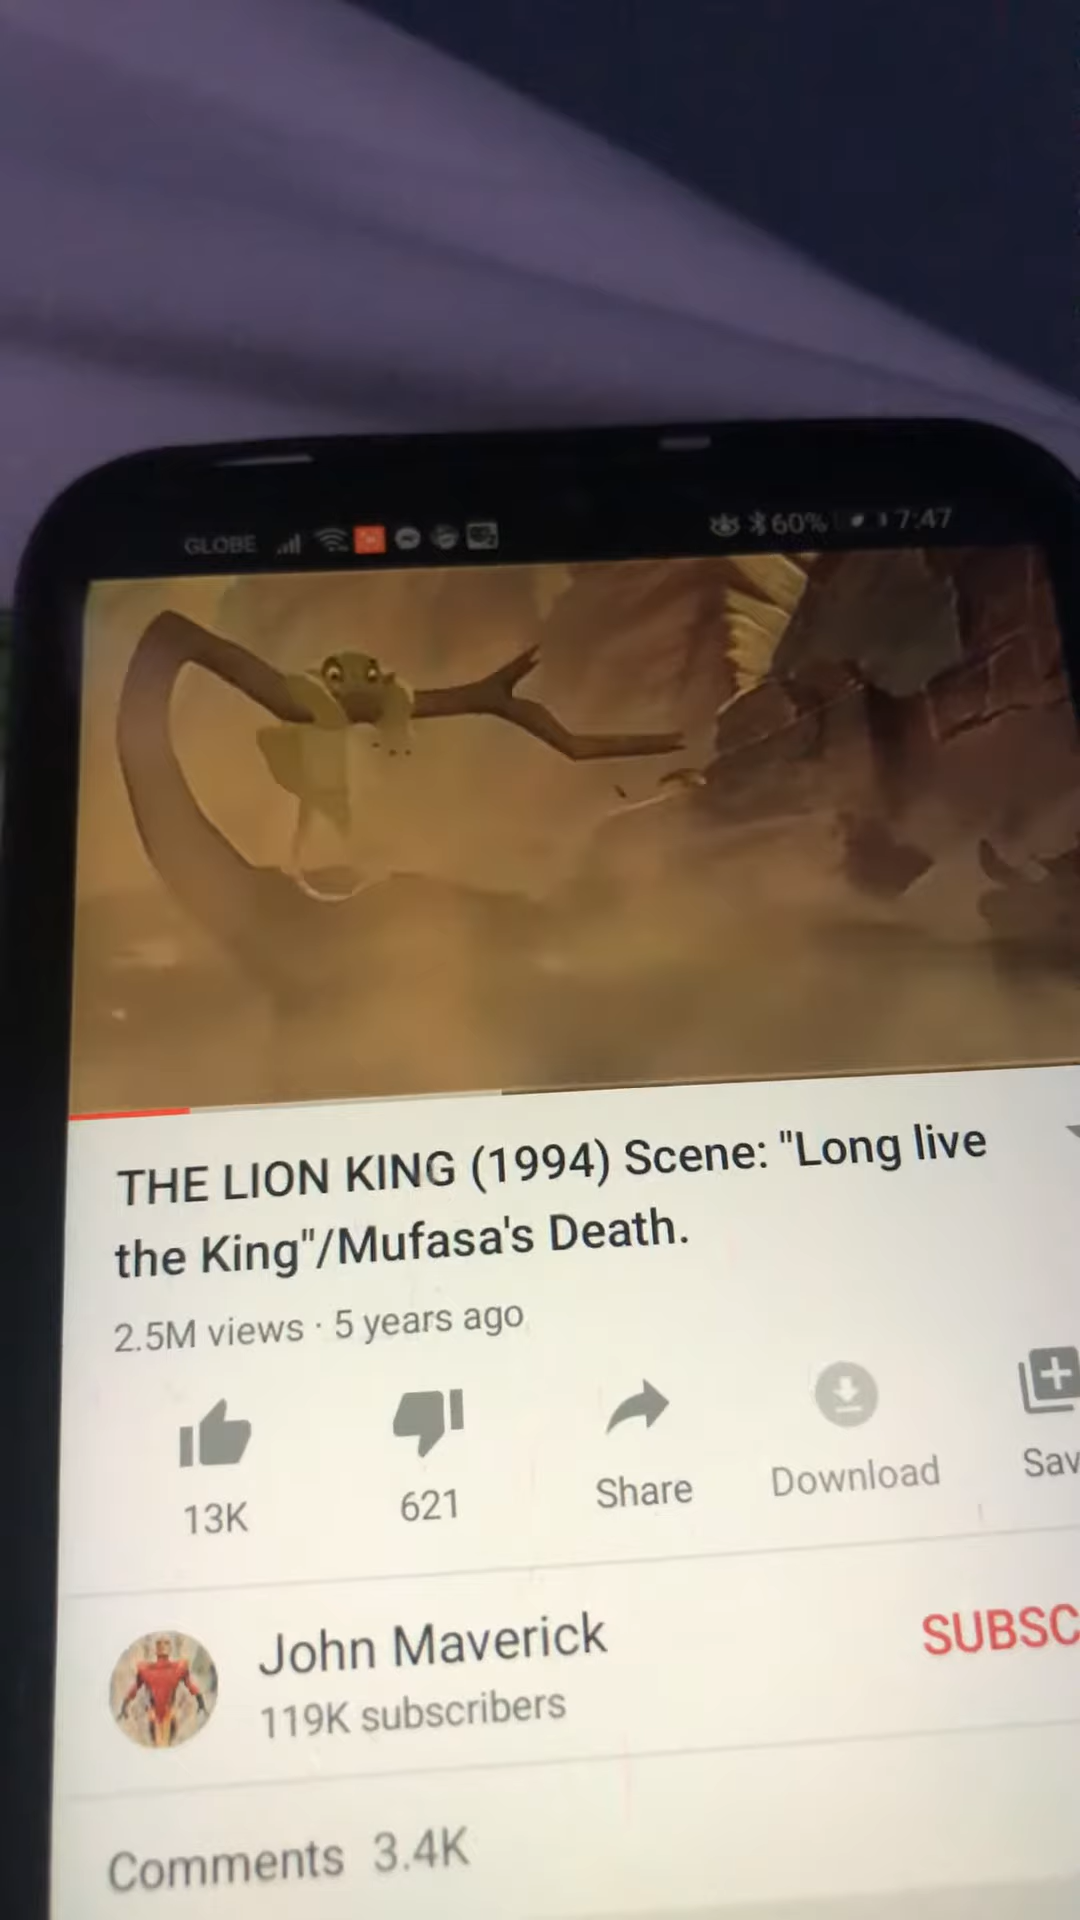 GLOBE 60% 7:47
THE LION KING (1994) Scene: "Long live
the King"/Mufasa's Death.
2.5M views · 5 years ago
13K 621 Share Download Sav
John Maverick SUBSC
119K subscribers
Comments 3.4K